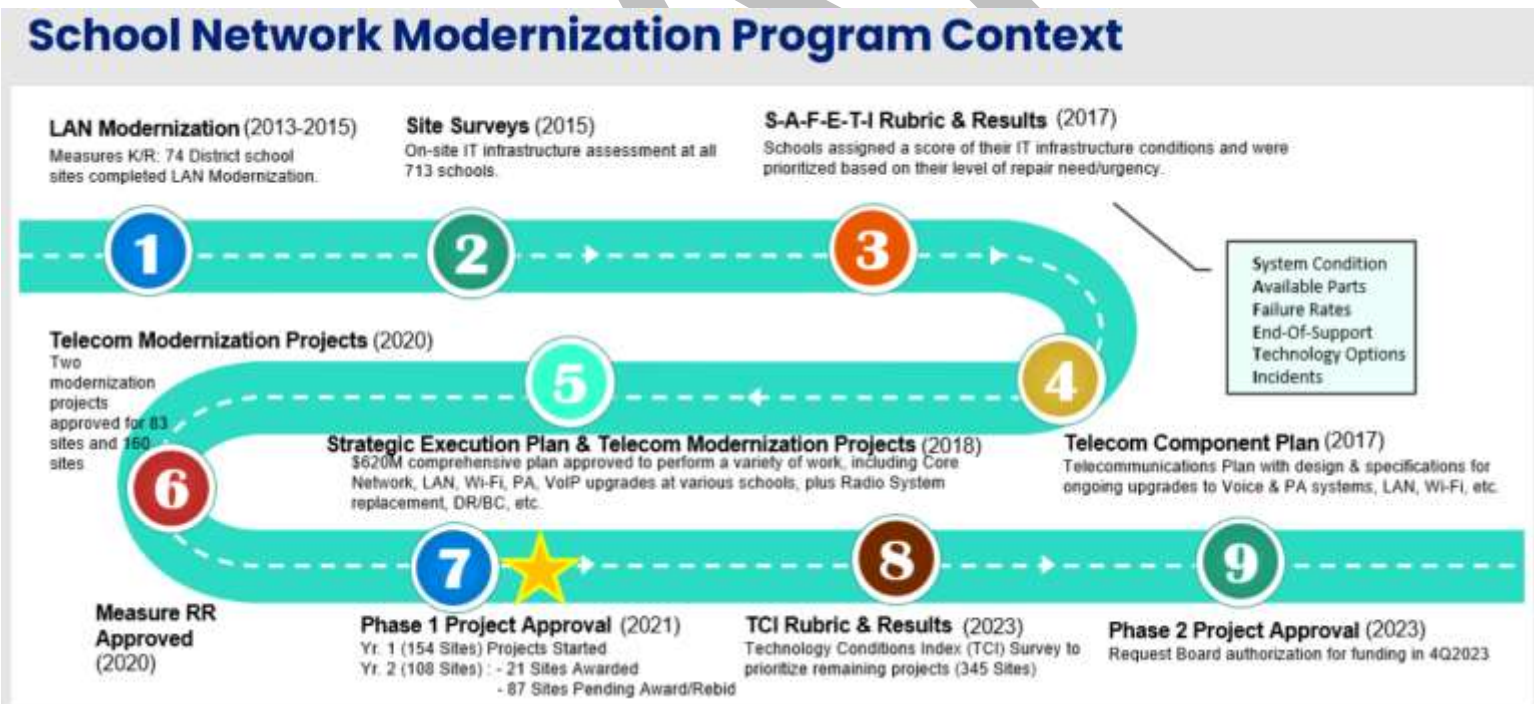 School Network Modernization Program Context
LAN Modernization (2013-2015)
Measures K/R: 74 District school
sites completed LAN Modernization.
Site Surveys (2015)
On-site IT infrastructure assessment at all
713 schools.
S-A-F-E-T-I Rubric & Results (2017)
Schools assigned a score of their IT infrastructure conditions and were
prioritized based on their level of repair need/urgency.
1
2
3
System Condition
Available Parts
Failure Rates
End-Of-Support
Technology Options
Incidents
Telecom Modernization Projects (2020)
Two
modernization
projects
approved for 83
sites and 160
sites
5
4
Strategic Execution Plan & Telecom Modernization Projects (2018)
$620M comprehensive plan approved to perform a variety of work, including Core
Network, LAN, Wi-Fi, PA, VoIP upgrades at various schools, plus Radio System
replacement, DR/BC, etc.
Telecom Component Plan (2017)
Telecommunications Plan with design & specifications for
ongoing upgrades to Voice & PA systems, LAN, Wi-Fi, etc.
6
7
8
9
Measure RR
Approved
(2020)
Phase 1 Project Approval (2021)
Yr. 1 (154 Sites) Projects Started
Yr. 2 (108 Sites) : - 21 Sites Awarded
- 87 Sites Pending Award/Rebid
TCI Rubric & Results (2023)
Technology Conditions Index (TCI) Survey to
prioritize remaining projects (345 Sites)
Phase 2 Project Approval (2023)
Request Board authorization for funding in 4Q2023